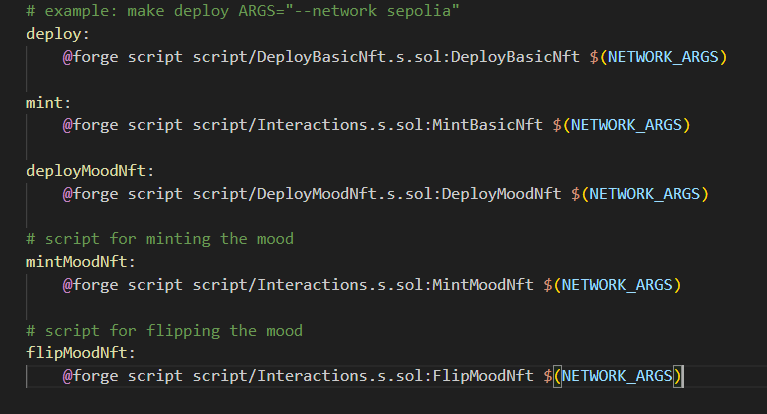 # example: make deploy ARGS="--network sepolia"
deploy:
@forge script script/DeployBasicNft.s.sol:DeployBasicNft $(NETWORK_ARGS)
mint:
@forge script script/Interactions.s.sol:MintBasicNft $(NETWORK_ARGS)
deployMoodNft:
@forge script script/DeployMoodNft.s.sol:DeployMoodNft $(NETWORK_ARGS)
# script for minting the mood
mintMoodNft:
@forge script script/Interactions.s.sol:MintMoodNft $(NETWORK_ARGS)
# script for flipping the mood
flipMoodNft:
@forge script script/Interactions.s.sol:FlipMoodNft $(NETWORK_ARGS)